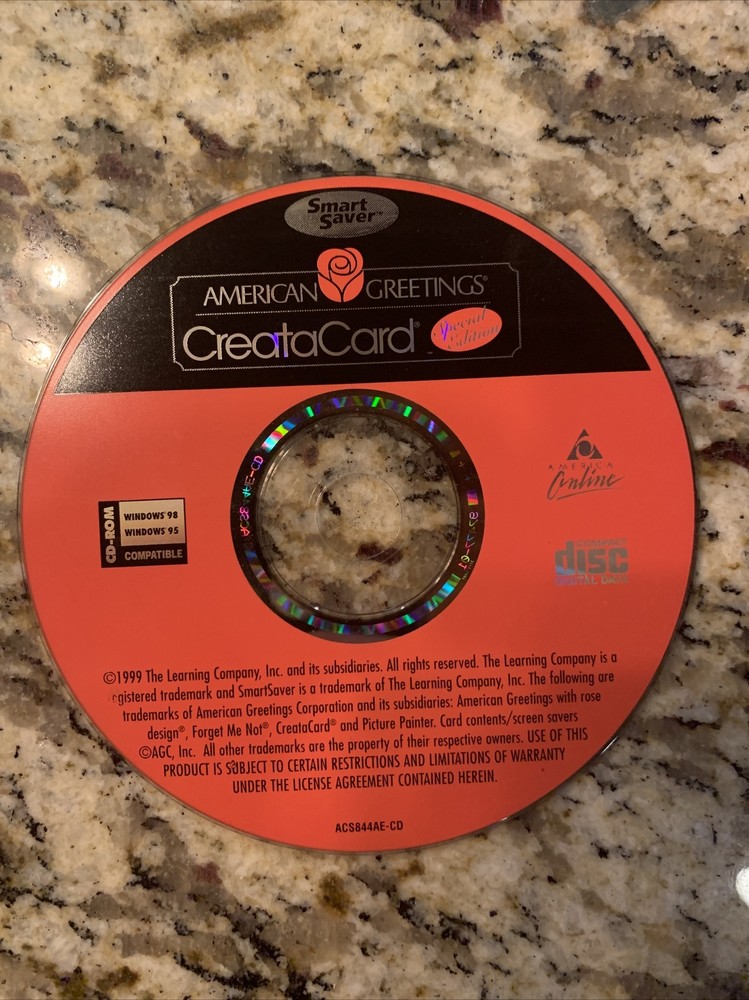 Smart
Saver™
AMERICAN GREETINGS®
CreataCard® Special
Edition
AMERICA
Online
CD-ROM
WINDOWS 98
WINDOWS 95
COMPATIBLE
COMPACT
disc
DIGITAL DATA
©1999 The Learning Company, Inc. and its subsidiaries. All rights reserved. The Learning Company is a
registered trademark and SmartSaver is a trademark of The Learning Company, Inc. The following are
trademarks of American Greetings Corporation and its subsidiaries: American Greetings with rose
design®, Forget Me Not®, CreataCard® and Picture Painter. Card contents/screen savers
©AGC, Inc. All other trademarks are the property of their respective owners. USE OF THIS
PRODUCT IS SUBJECT TO CERTAIN RESTRICTIONS AND LIMITATIONS OF WARRANTY
UNDER THE LICENSE AGREEMENT CONTAINED HEREIN.
ACS844AE-CD